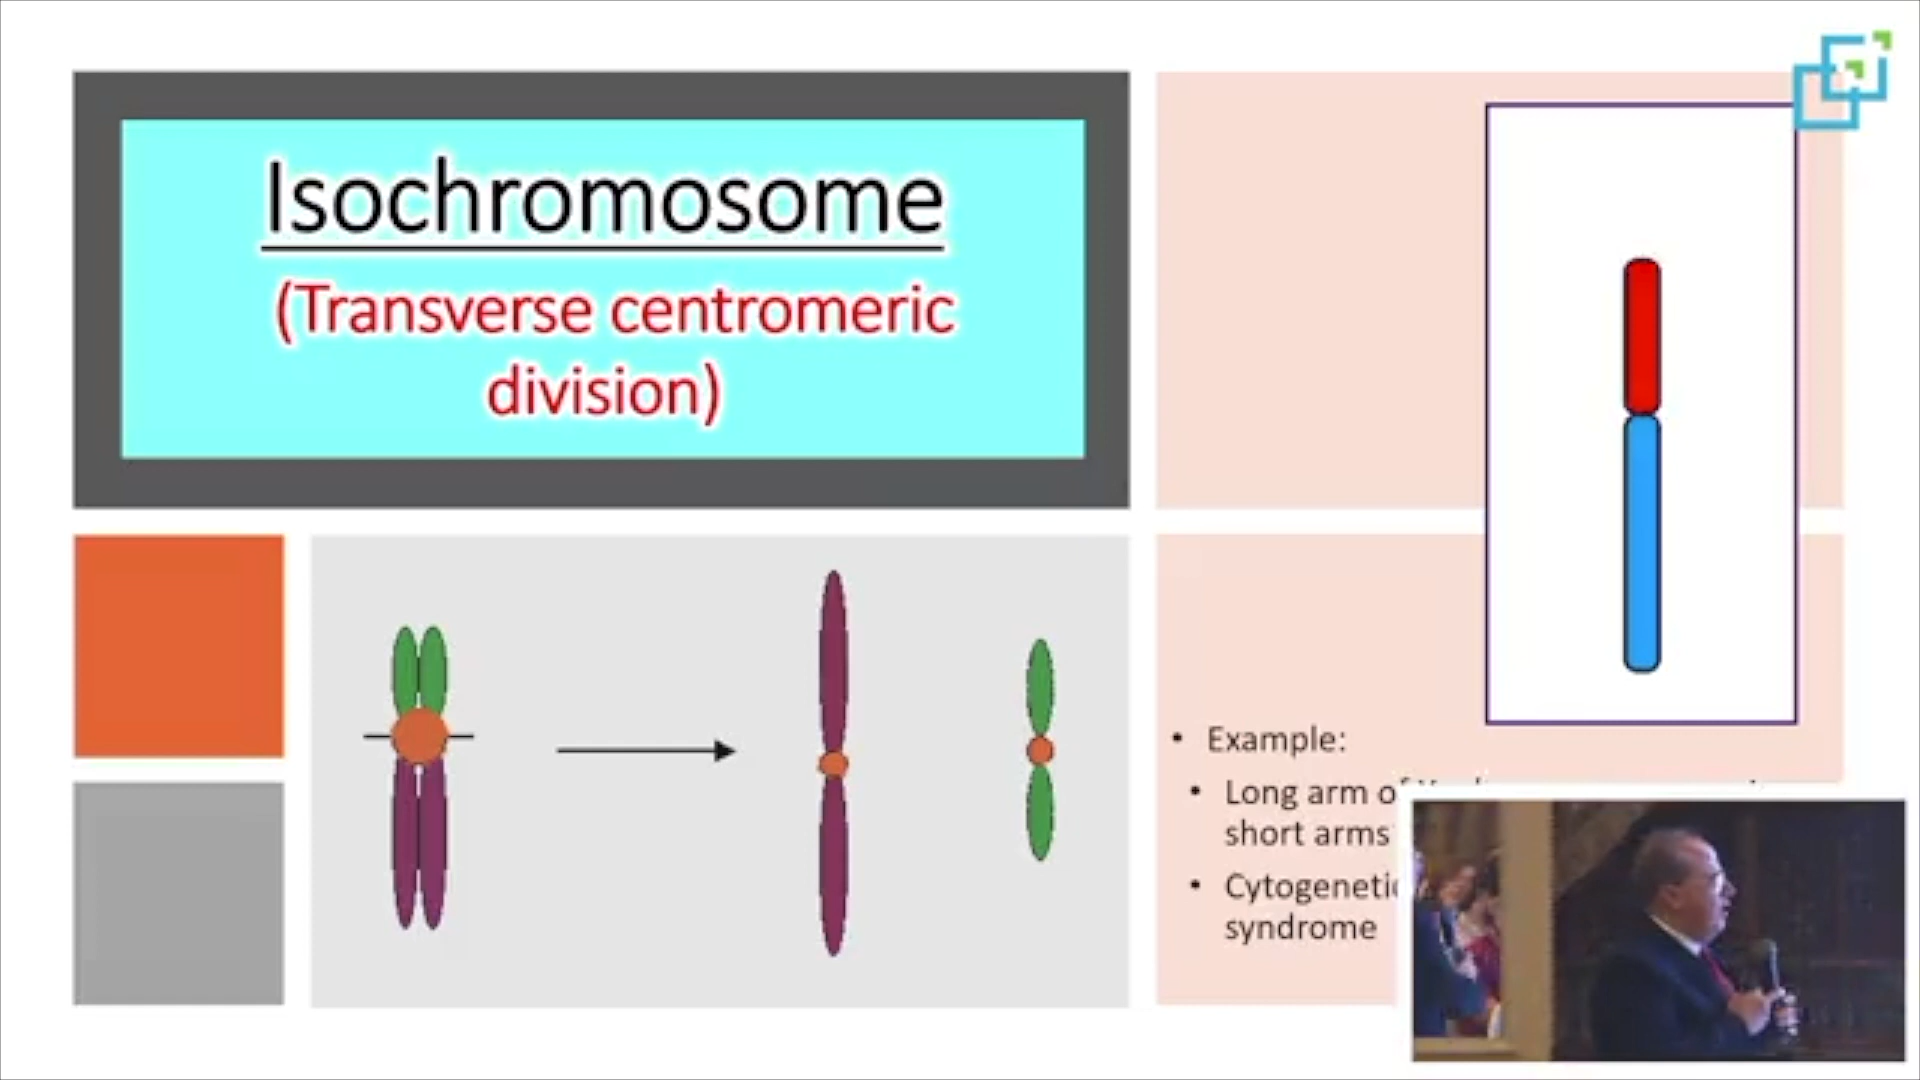 Isochromosome
(Transverse centromeric
division)
• Example:
• Long arm of
short arms
• Cytogenetic
syndrome